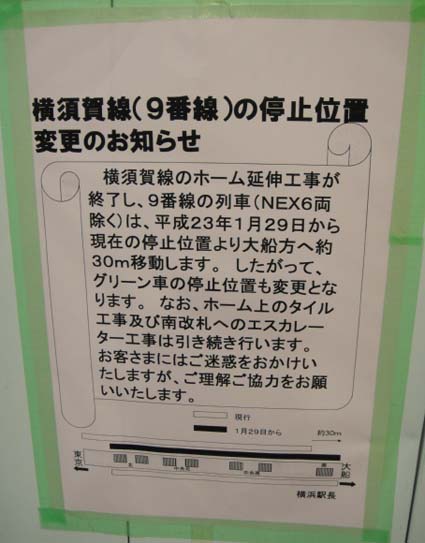 横須賀線(9番線)の停止位置
変更のお知らせ
横須賀線のホーム延伸工事が
終了し、9番線の列車(NEX6両
除く)は、平成23年1月29日から
現在の停止位置より大船方へ約
30m移動します。 したがって、
グリーン車の停止位置も変更とな
ります。 なお、ホーム上のタイル
工事及び南改札へのエスカレー
ター工事は引き続き行います。
お客さまにはご迷惑をおかけい
たしますが、ご理解ご協力をお願
いいたします。
現行
1月29日から
約30m
東京
大船
横浜駅長